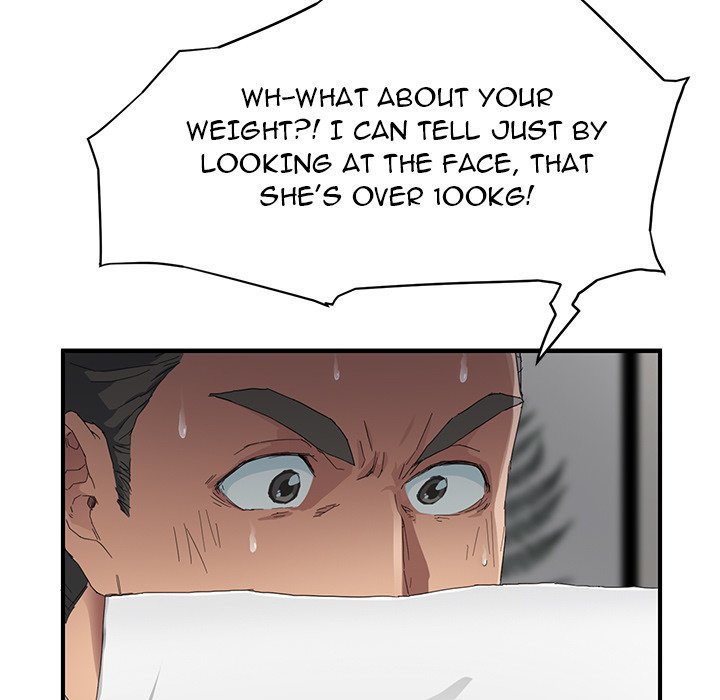 WH-WHAT ABOUT YOUR
WEIGHT?! I CAN TELL JUST BY
LOOKING AT THE FACE, THAT
SHE'S OVER 100KG!